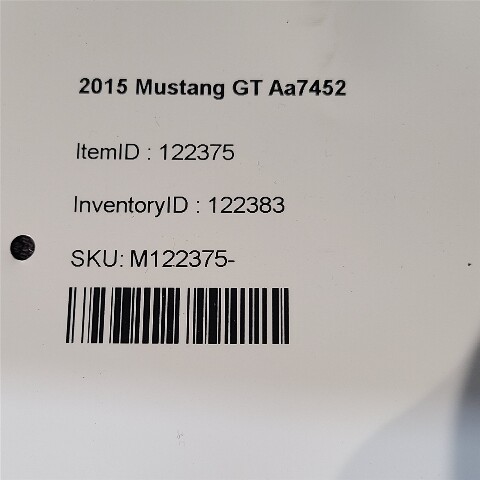 2015 Mustang GT Aa7452
ItemID : 122375
InventoryID : 122383
SKU: M122375-